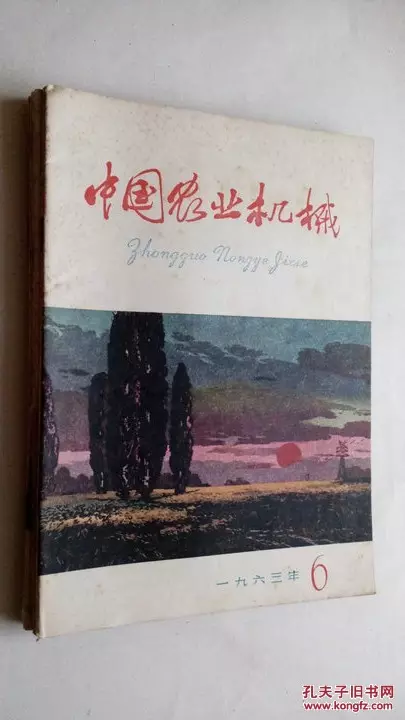 中国农业机械
Zhongguo Nongye Jixie
一九六三年 6
孔夫子旧书网
book.kongfz.com